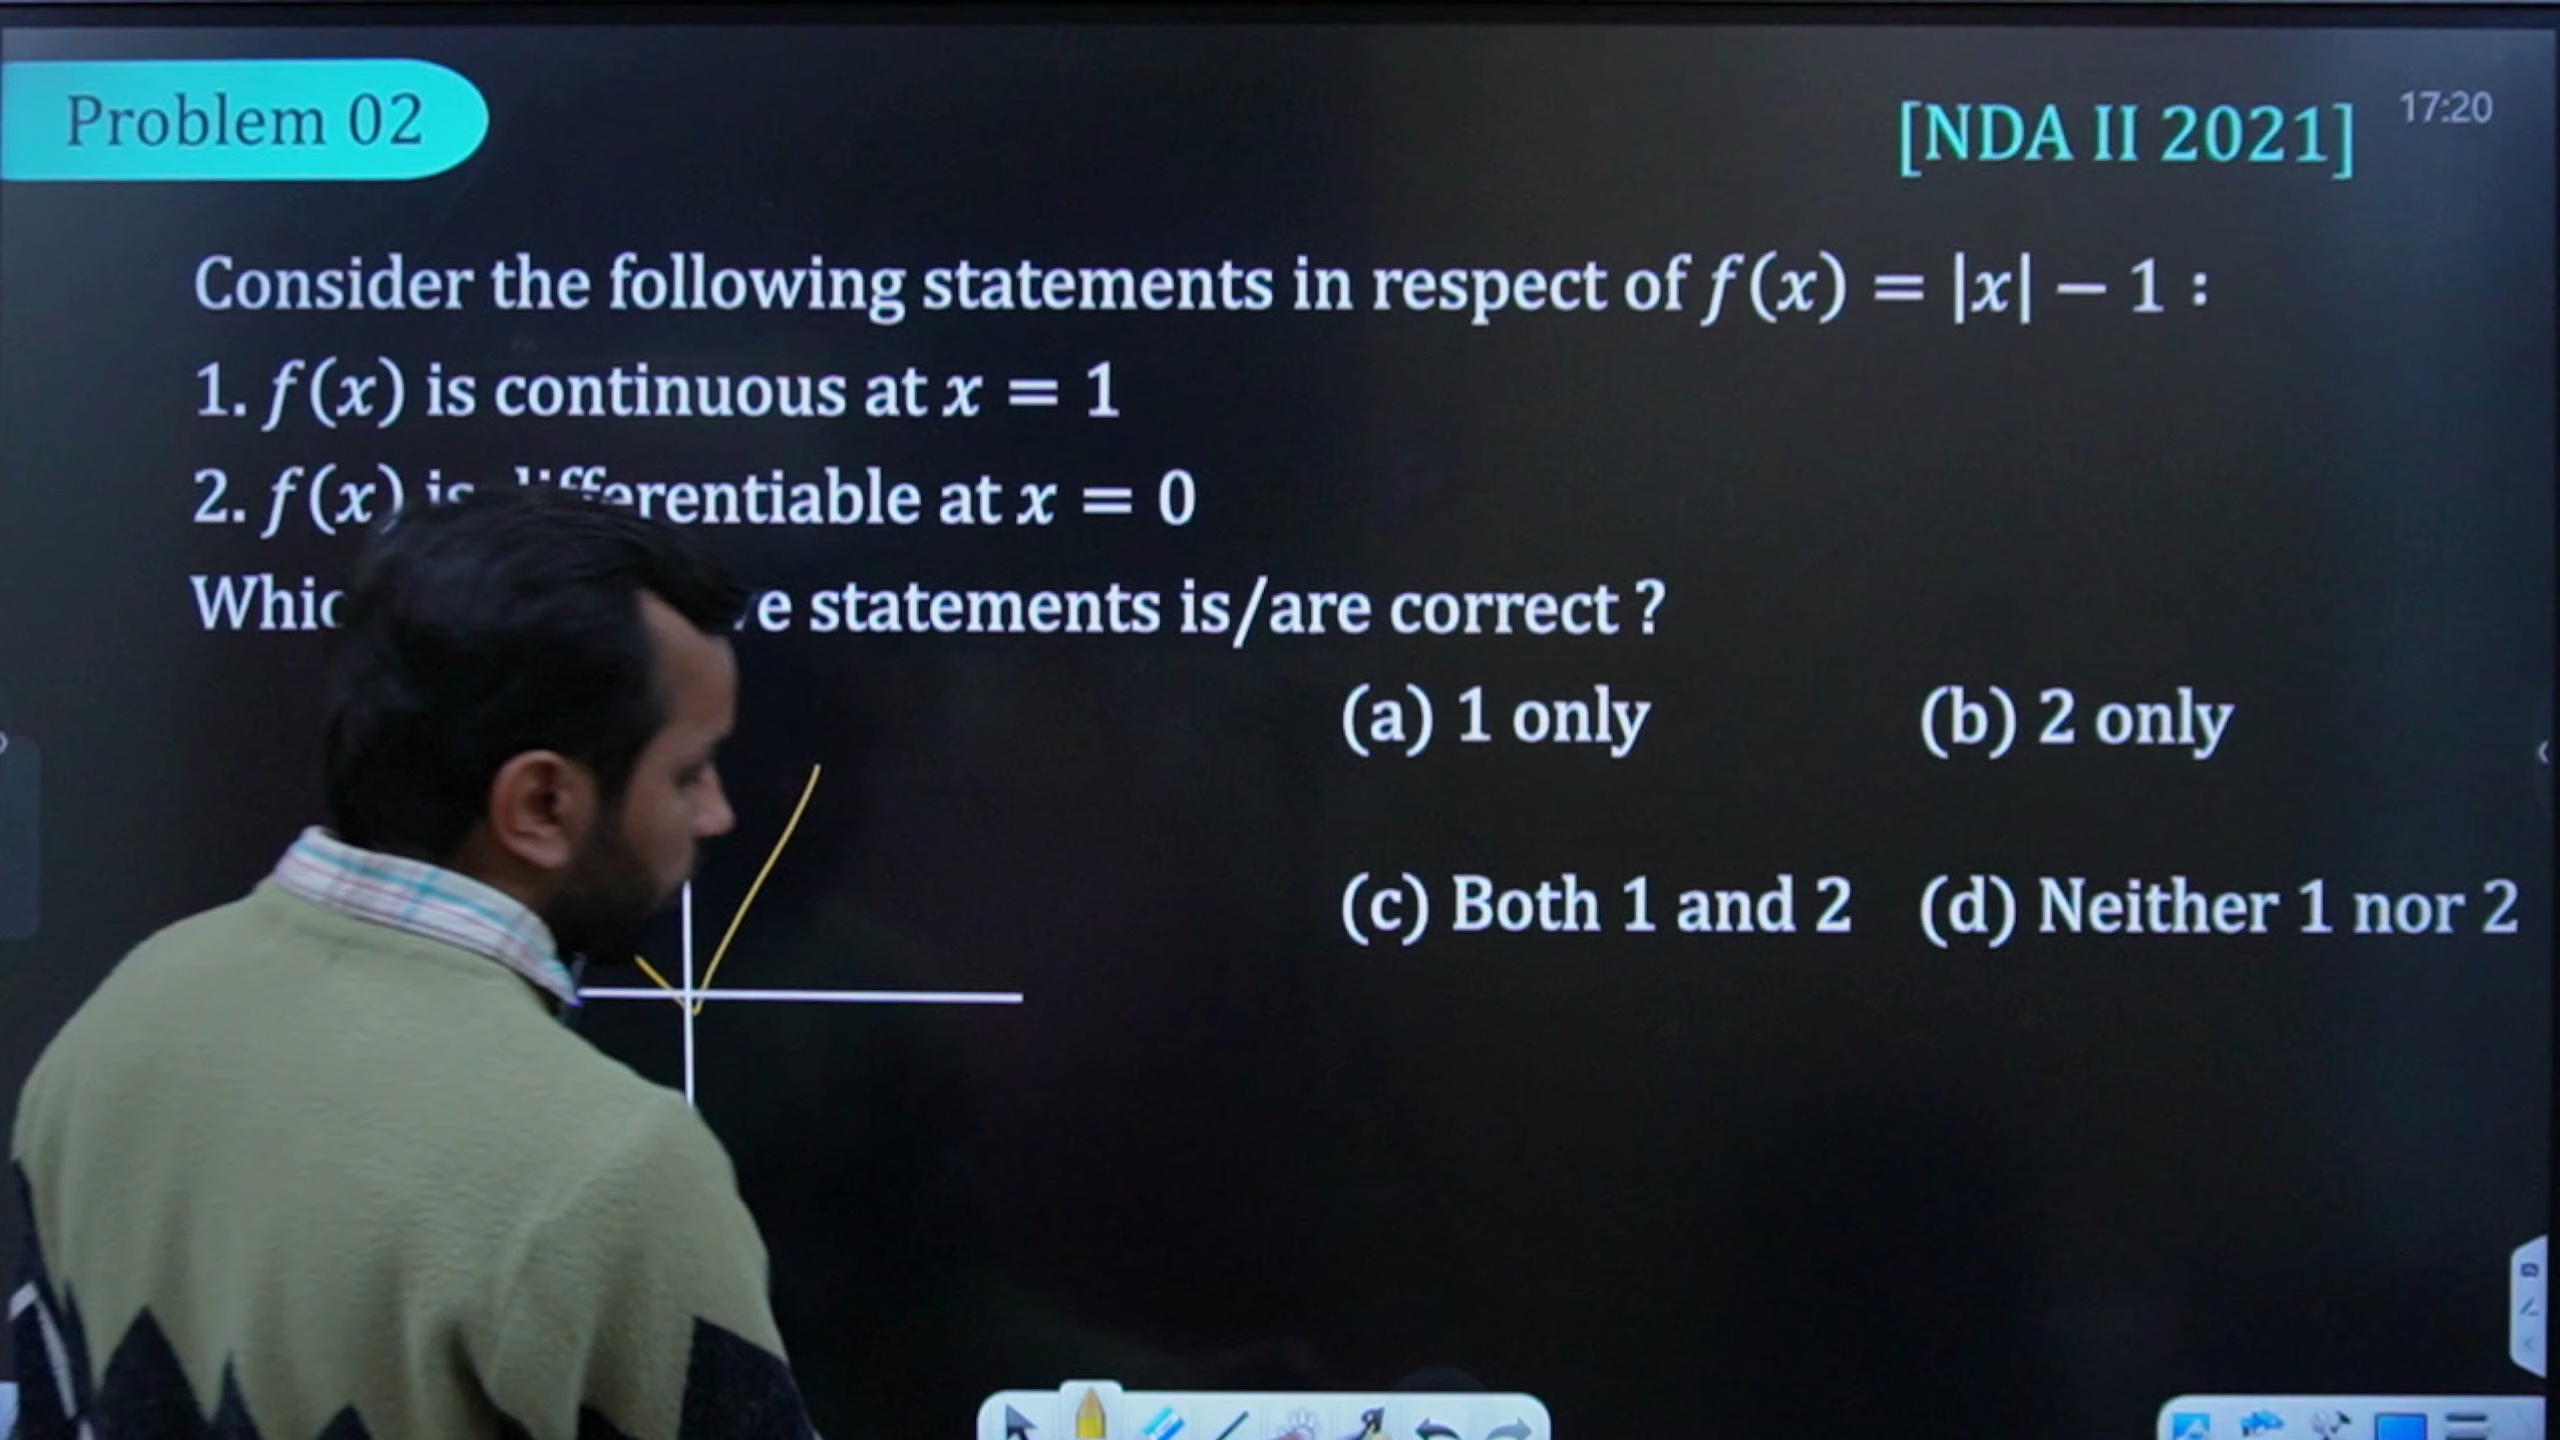 Problem 02
[NDA II 2021]
17:20
Consider the following statements in respect of f(x) = |x| − 1 :
1. f(x) is continuous at x = 1
2. f(x) is differentiable at x = 0
statements is/are correct ?
(a) 1 only (b) 2 only
(c) Both 1 and 2 (d) Neither 1 nor 2